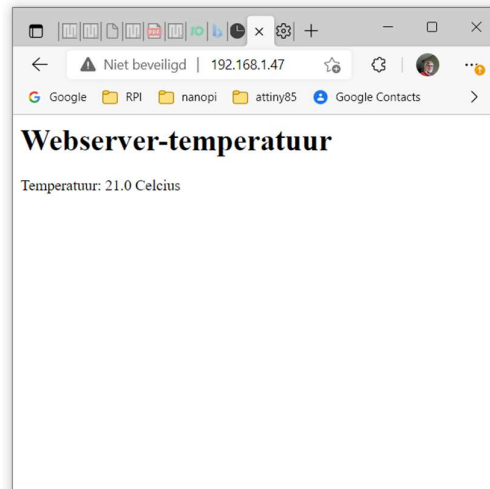 Niet beveiligd | 192.168.1.47
Google RPI nanopi attiny85 Google Contacts
Webserver-temperatuur
Temperatuur: 21.0 Celcius